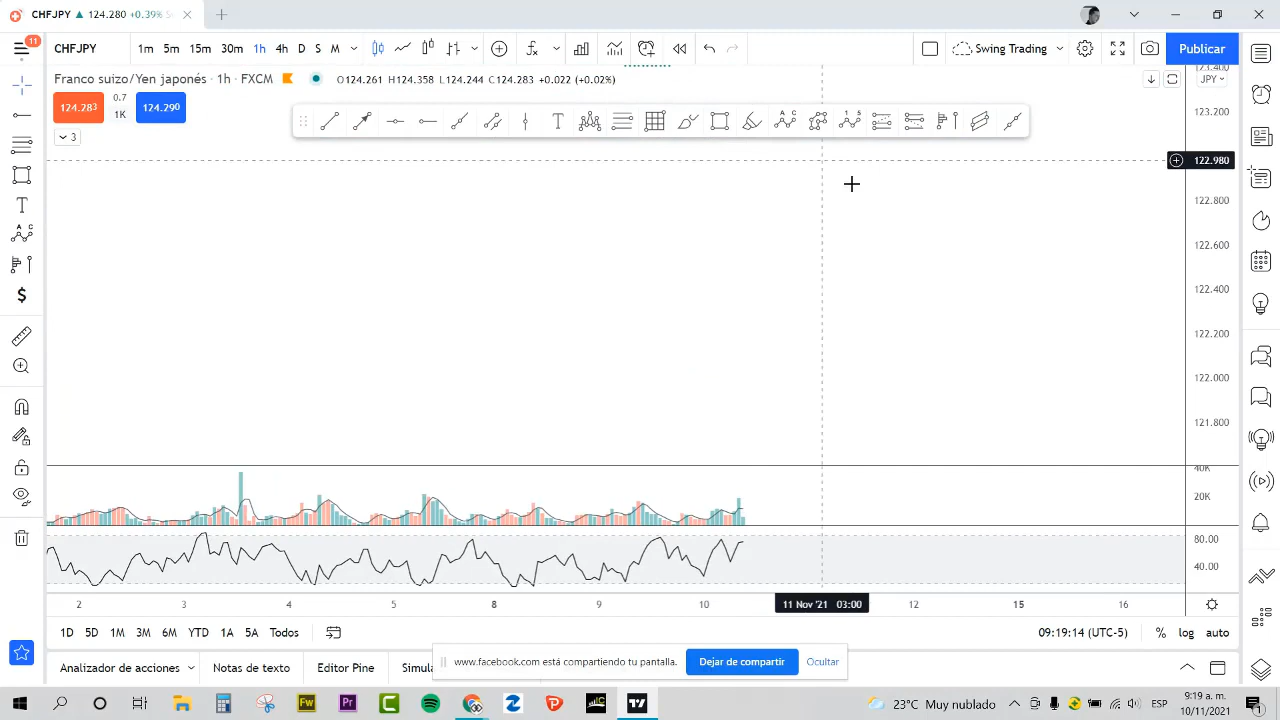 CHFJPY ▲ 124.280 +0.39%
11
CHFJPY
1m 5m 15m 30m 1h 4h D S M
Swing Trading
Publicar
Franco suizo/Yen japonés · 1h · FXCM
O124.261 H124.358 L124.244 C124.283 +0.022 (+0.02%)
JPY
124.283
0.7
1K
124.290
3
123.400
123.200
122.980
122.800
122.600
122.400
122.200
122.000
121.800
40K
20K
80.00
40.00
2 3 4 5 8 9 10 11 Nov '21 03:00 12 15 16
1D 5D 1M 3M 6M YTD 1A 5A Todos
09:19:14 (UTC-5) % log auto
Analizador de acciones Notas de texto Editor Pine Simula
www.facebook.com está compartiendo tu pantalla. Dejar de compartir Ocultar
23°C Muy nublado
ESP
9:19 a. m.
10/11/2021